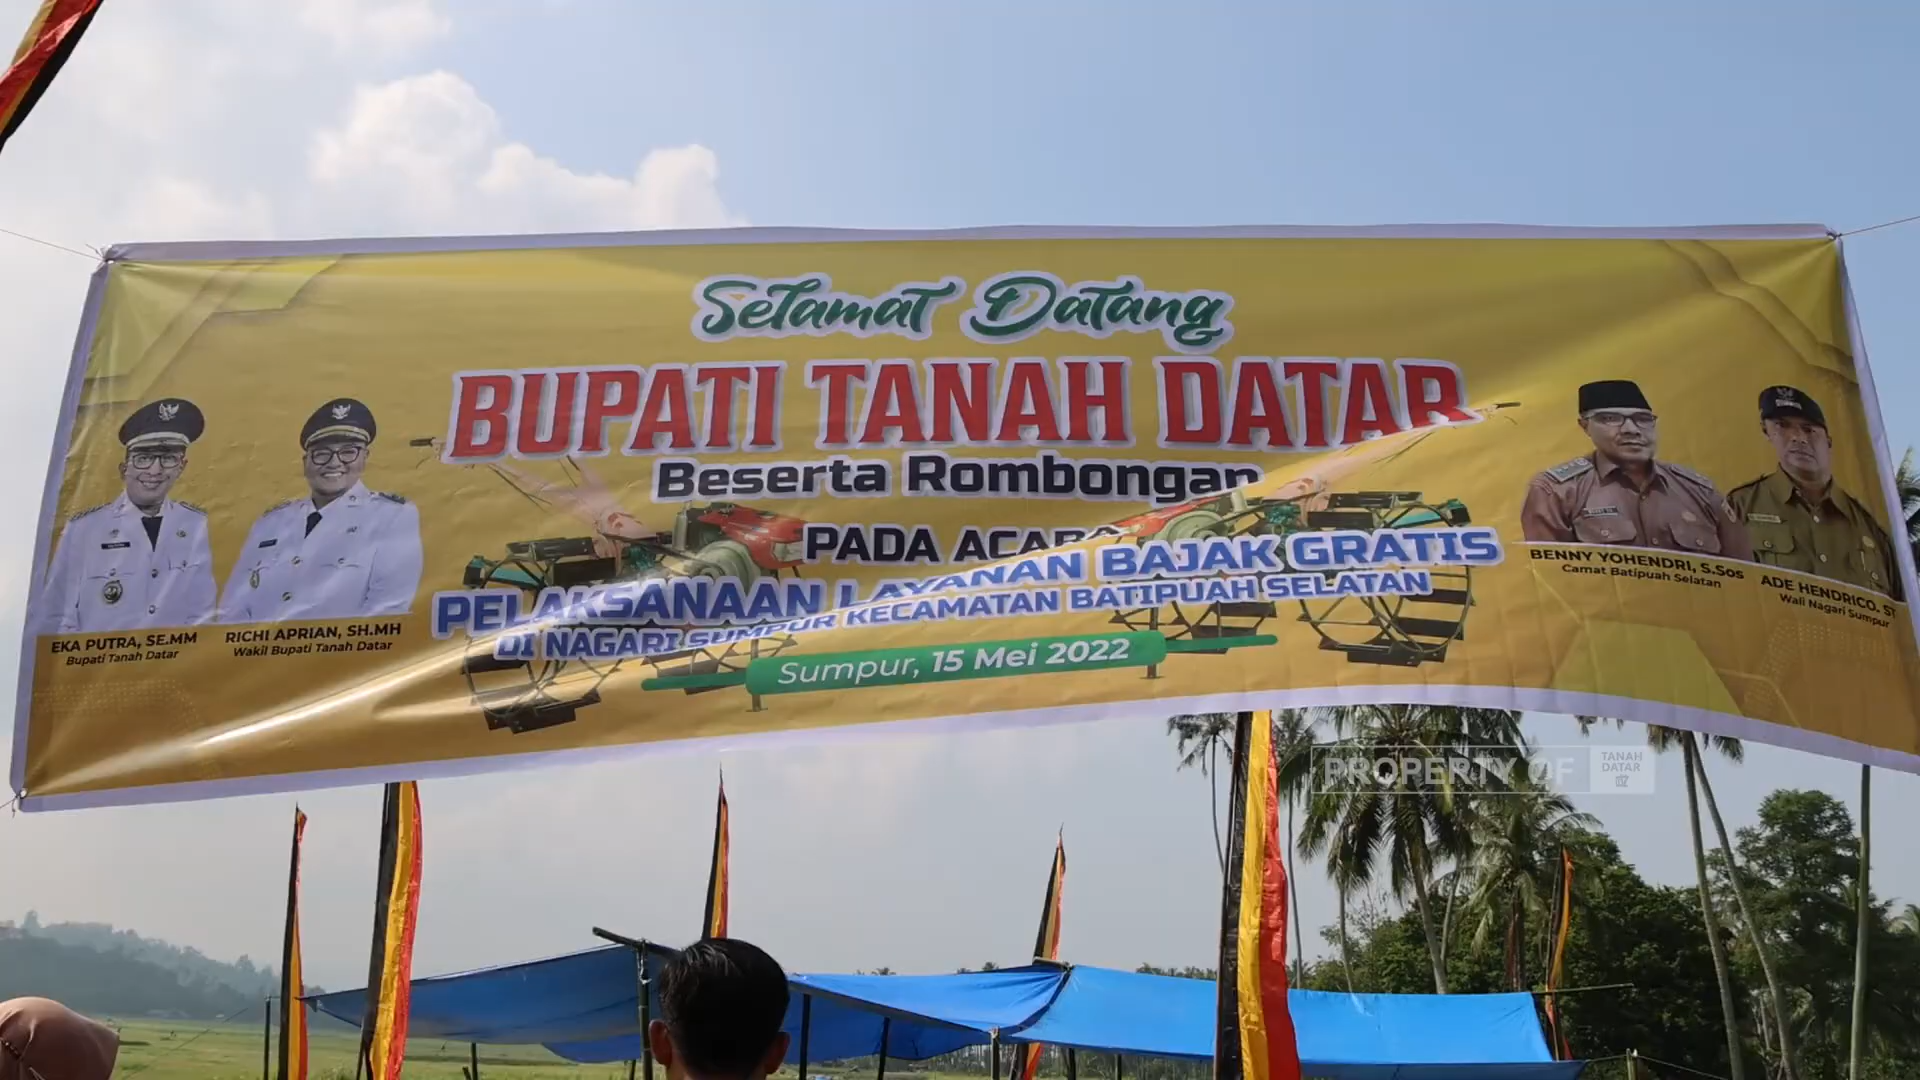 Selamat Datang
BUPATI TANAH DATAR
Beserta Rombongan
PADA ACARA
PELAKSANAAN LAYANAN BAJAK GRATIS
DI NAGARI SUMPUR KECAMATAN BATIPUAH SELATAN
Sumpur, 15 Mei 2022
EKA PUTRA, SE.MM
Bupati Tanah Datar
RICHI APRIAN, SH.MH
Wakil Bupati Tanah Datar
BENNY YOHENDRI, S.Sos
Camat Batipuah Selatan
ADE HENDRICO. ST
Wali Nagari Sumpur
PROPERTY OF
TANAH
DATAR